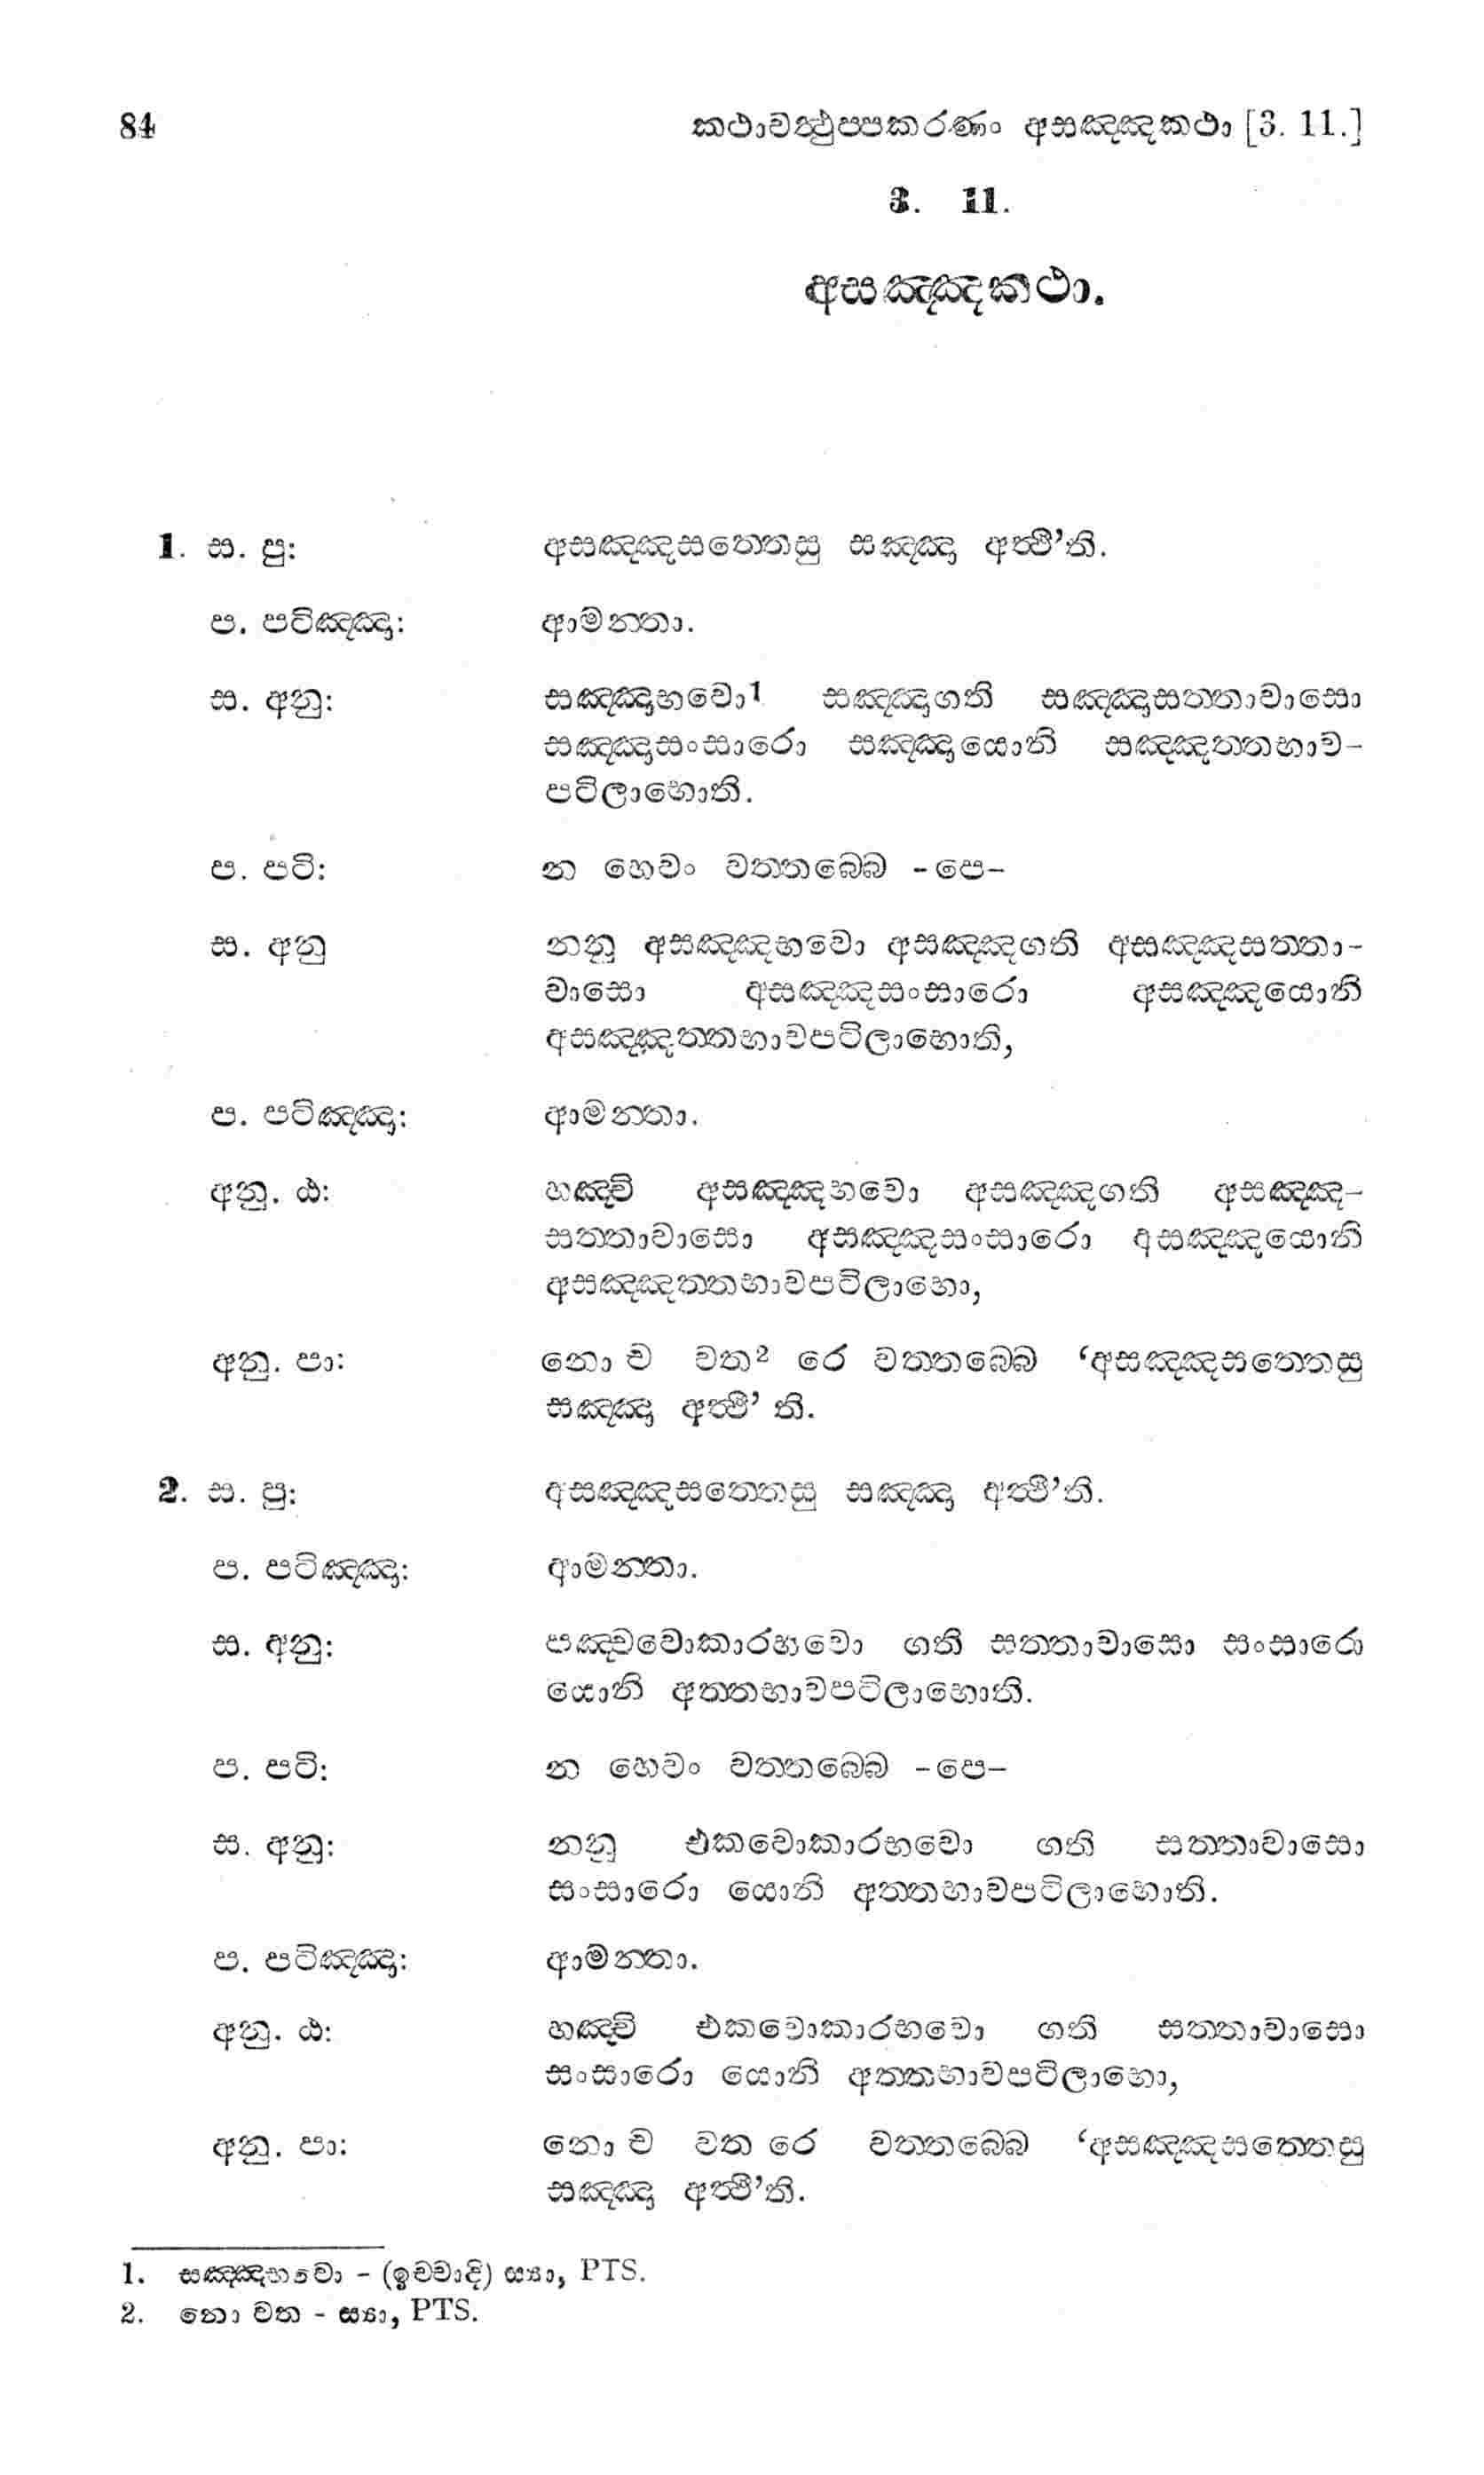 84 කථාවත්ථුප්පකරණං අසඤ්ඤකථා [3. 11.]
3. 11.
අසඤ්ඤකථා.
1. ස. පු: අසඤ්ඤසත්තෙසු සඤ්ඤා අත්ථී’ති.
ප. පටිඤ්ඤා: ආමන්තා.
ස. අනු: සඤ්ඤාභවො1 සඤ්ඤාගති සඤ්ඤාසත්තාවාසො
සඤ්ඤාසංසාරො සඤ්ඤායොනි සඤ්ඤත්තභාව-
පටිලාභොති.
ප. පටි: න හෙවං වත්තබ්බෙ -පෙ-
ස. අනු නනු අසඤ්ඤභවො අසඤ්ඤගති අසඤ්ඤසත්තා-
වාසො අසඤ්ඤසංසාරො අසඤ්ඤයොනි
අසඤ්ඤත්තභාවපටිලාභොති,
ප. පටිඤ්ඤා: ආමන්තා.
අනු. ඨ: හඤ්චි අසඤ්ඤභවො අසඤ්ඤගති අසඤ්ඤ-
සත්තාවාසො අසඤ්ඤසංසාරො අසඤ්ඤයොනි
අසඤ්ඤත්තභාවපටිලාභො,
අනු. පා: නො ච වත2 රෙ වත්තබ්බෙ ‘අසඤ්ඤසත්තෙසු
සඤ්ඤා අත්ථී’ ති.
2. ස. පු: අසඤ්ඤසත්තෙසු සඤ්ඤා අත්ථී’ති.
ප. පටිඤ්ඤා: ආමන්තා.
ස. අනු: පඤ්චවොකාරභවො ගති සත්තාවාසො සංසාරො
යොනි අත්තභාවපටිලාභොති.
ප. පටි: න හෙවං වත්තබ්බෙ -පෙ-
ස. අනු: නනු එකවොකාරභවො ගති සත්තාවාසො
සංසාරො යොනි අත්තභාවපටිලාභොති.
ප. පටිඤ්ඤා: ආමන්තා.
අනු. ඨ: හඤ්චි එකවොකාරභවො ගති සත්තාවාසො
සංසාරො යොනි අත්තභාවපටිලාභො,
අනු. පා: නො ච වත රෙ වත්තබ්බෙ ‘අසඤ්ඤසත්තෙසු
සඤ්ඤා අත්ථී’ති.
1. සඤ්ඤභවො - (ඉච්චාදි) ස්‍යා, PTS.
2. නො වත - ස්‍යා, PTS.